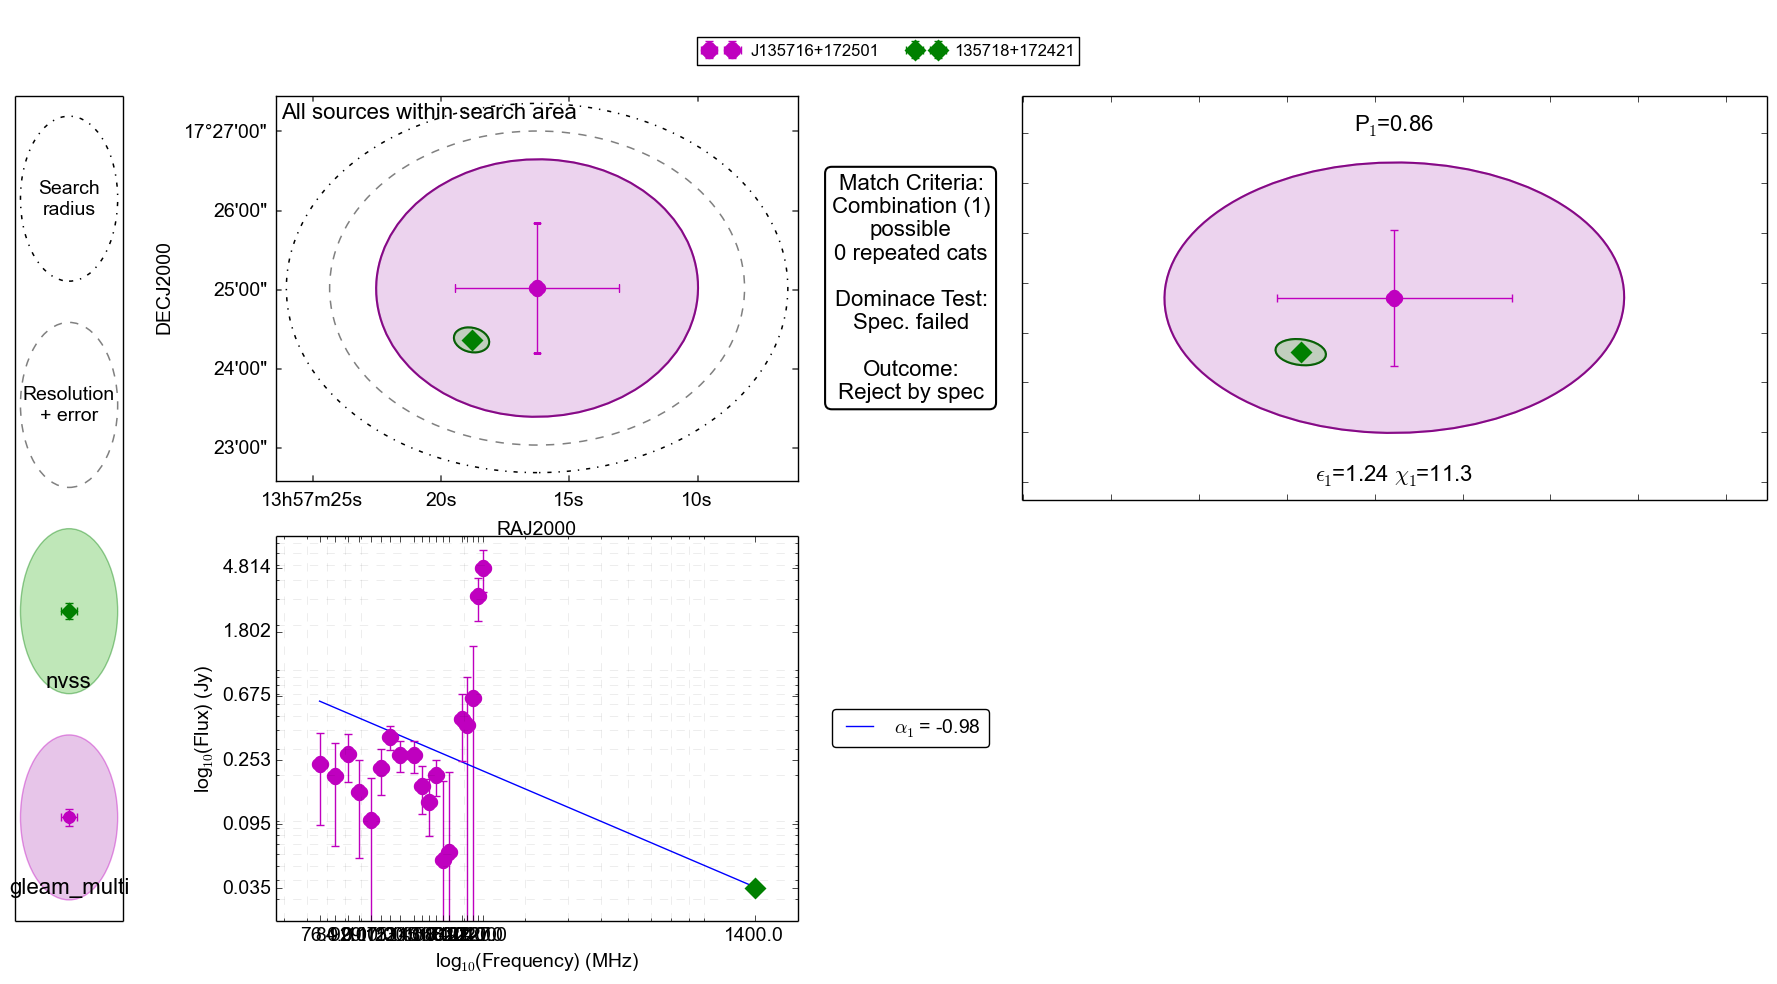 J135716+172501
135718+172421
Search
radius
Resolution
+ error
nvss
gleam_multi
All sources within search area
17°27'00"
26'00"
25'00"
24'00"
23'00"
DECJ2000
13h57m25s
20s
15s
10s
RAJ2000
Match Criteria:
Combination (1)
possible
0 repeated cats
Dominace Test:
Spec. failed
Outcome:
Reject by spec
P₁=0.86
ϵ₁=1.24 χ₁=11.3
4.814
1.802
0.675
0.253
0.095
0.035
log₁₀(Flux) (Jy)
1400.0
log₁₀(Frequency) (MHz)
α₁ = -0.98